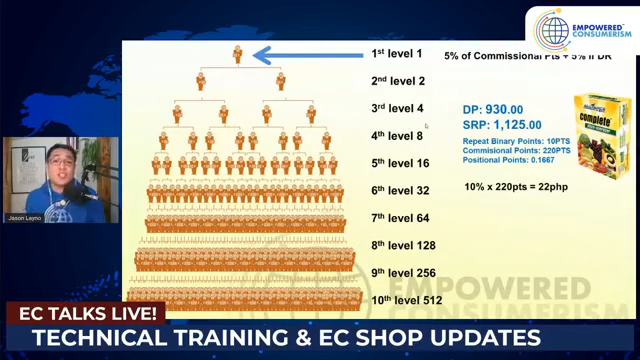 EMPOWERED
CONSUMERISM
1st level 1
5% of Commissional Pts + 5% if DR
2nd level 2
3rd level 4
4th level 8
5th level 16
6th level 32
7th level 64
8th level 128
9th level 256
10th level 512
DP: 930.00
SRP: 1,125.00
Repeat Binary Points: 10PTS
Commisional Points: 220PTS
Positional Points: 0.1667
10% x 220pts = 22php
complete
Jason Layno
EMPOWERED
CONSUMERISM
EC TALKS LIVE!
TECHNICAL TRAINING & EC SHOP UPDATES